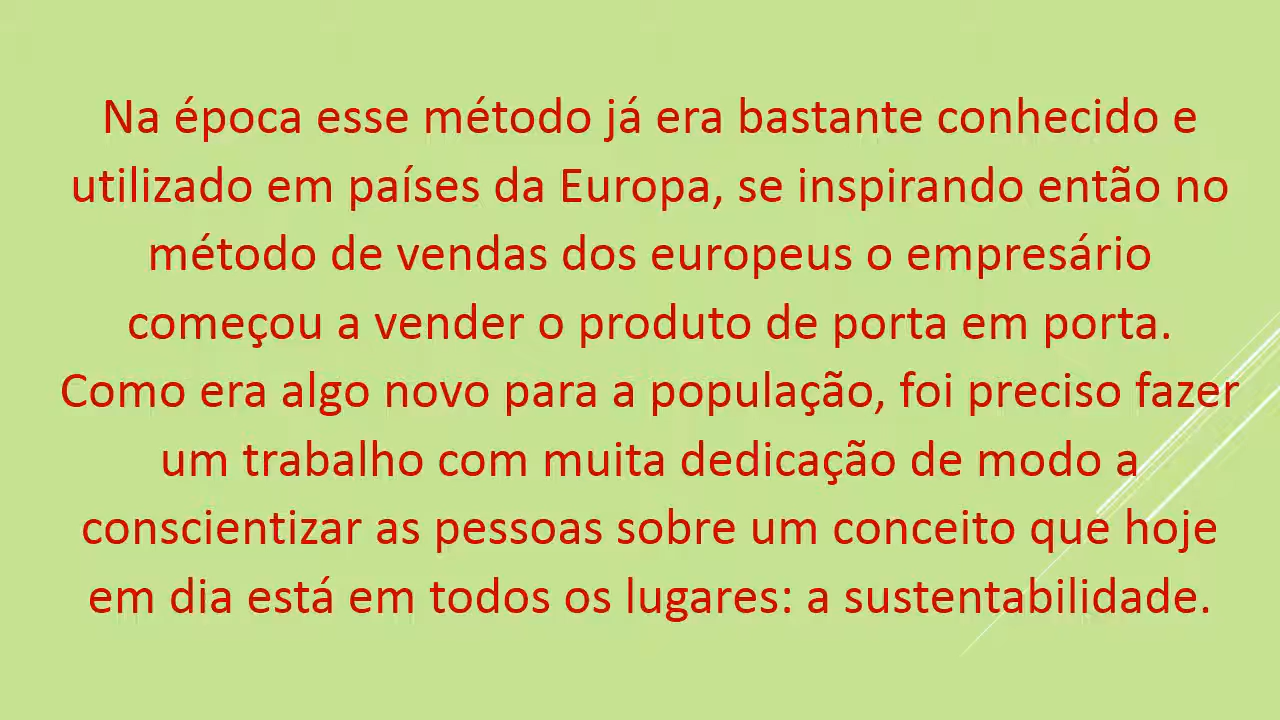 Na época esse método já era bastante conhecido e
utilizado em países da Europa, se inspirando então no
método de vendas dos europeus o empresário
começou a vender o produto de porta em porta.
Como era algo novo para a população, foi preciso fazer
um trabalho com muita dedicação de modo a
conscientizar as pessoas sobre um conceito que hoje
em dia está em todos os lugares: a sustentabilidade.